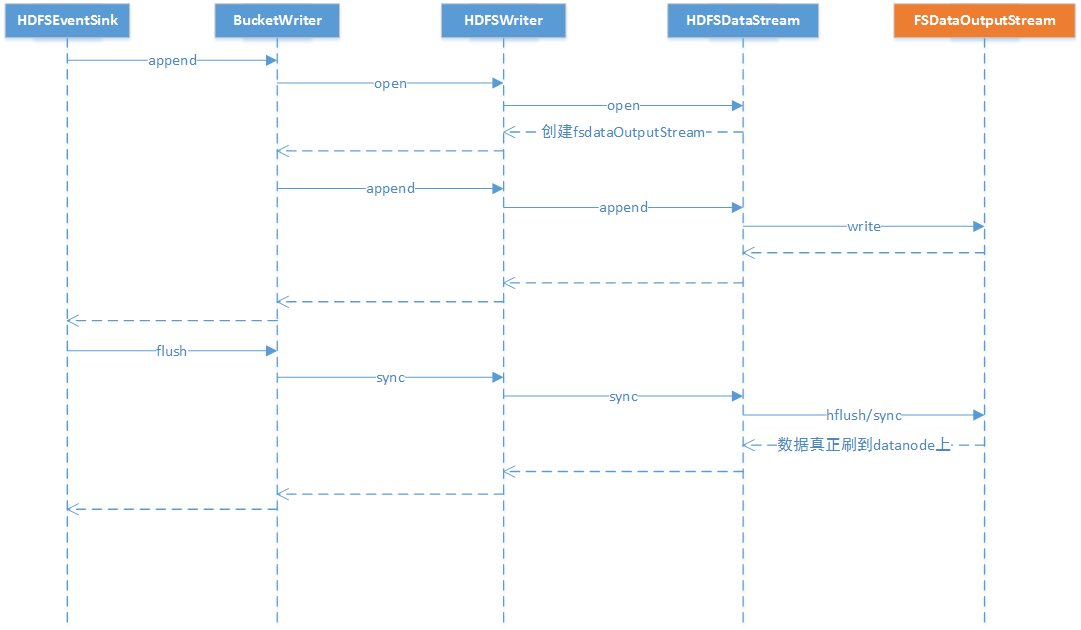 HDFSEventSink
BucketWriter
HDFSWriter
HDFSDataStream
FSDataOutputStream
append
open
open
创建fsdataOutputStream
append
append
write
flush
sync
sync
hflush/sync
数据真正刷到datanode上